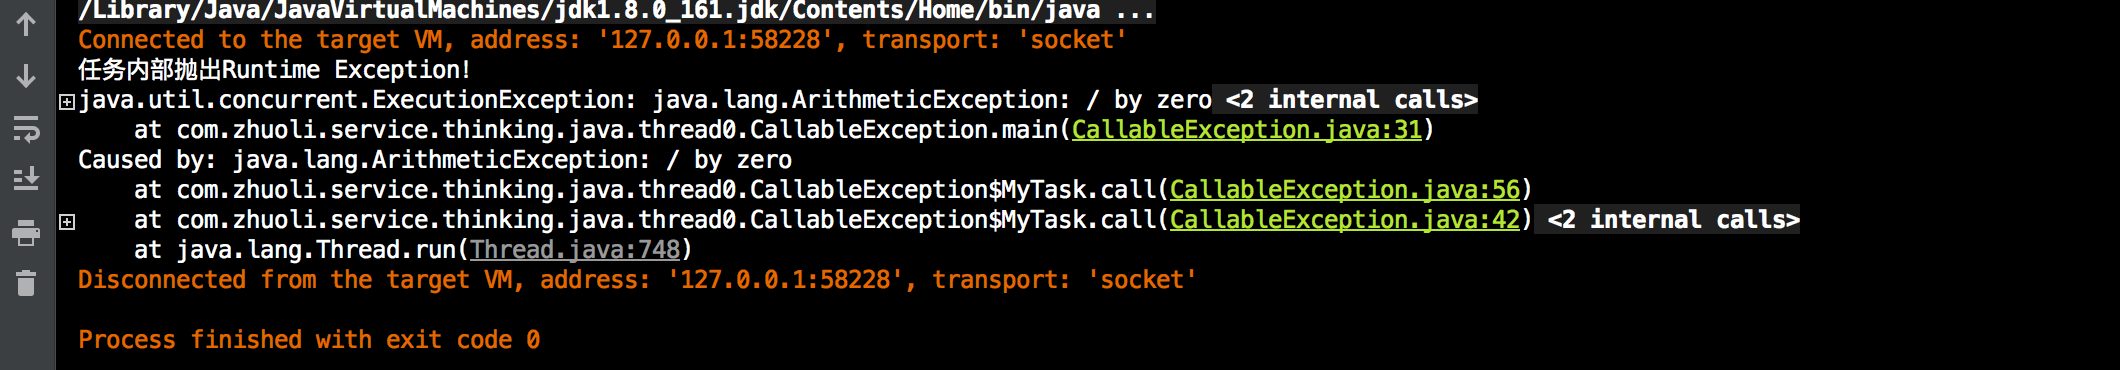 /Library/Java/JavaVirtualMachines/jdk1.8.0_161.jdk/Contents/Home/bin/java ...
Connected to the target VM, address: '127.0.0.1:58228', transport: 'socket'
任务内部抛出Runtime Exception!
java.util.concurrent.ExecutionException: java.lang.ArithmeticException: / by zero <2 internal calls>
    at com.zhuoli.service.thinking.java.thread0.CallableException.main(CallableException.java:31)
Caused by: java.lang.ArithmeticException: / by zero
    at com.zhuoli.service.thinking.java.thread0.CallableException$MyTask.call(CallableException.java:56)
    at com.zhuoli.service.thinking.java.thread0.CallableException$MyTask.call(CallableException.java:42) <2 internal calls>
    at java.lang.Thread.run(Thread.java:748)
Disconnected from the target VM, address: '127.0.0.1:58228', transport: 'socket'
Process finished with exit code 0